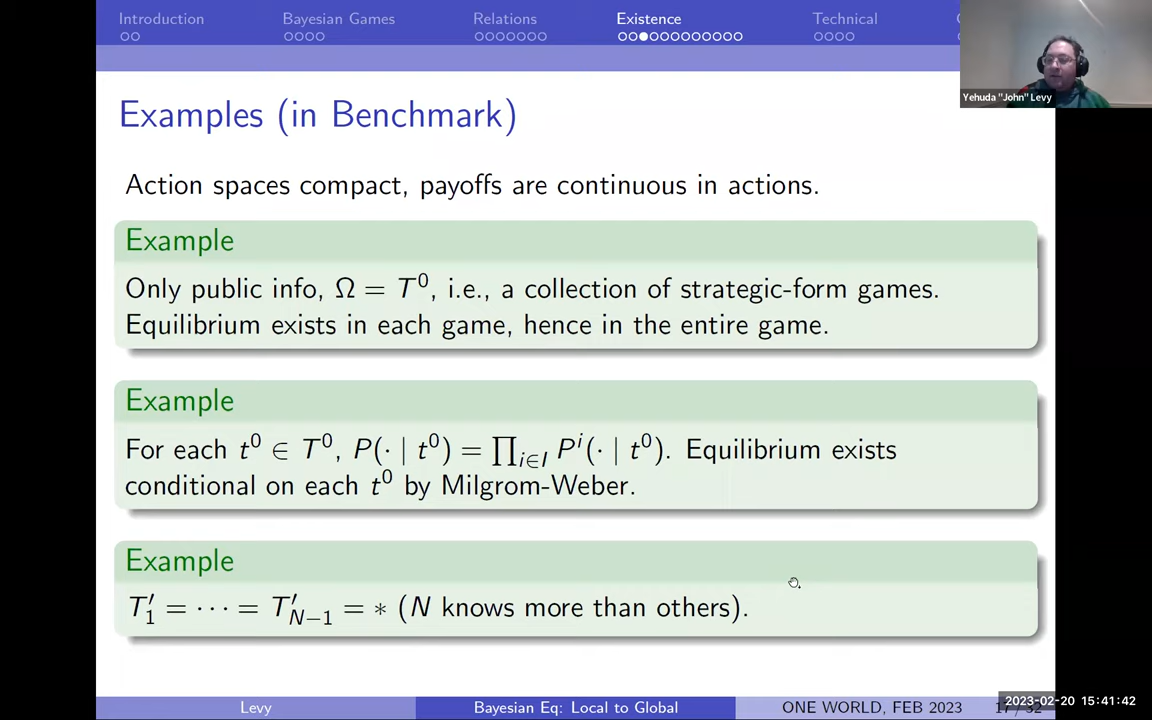 Introduction Bayesian Games Relations Existence Technical
Yehuda "John" Levy
Examples (in Benchmark)
Action spaces compact, payoffs are continuous in actions.
Example
Only public info, Ω = T⁰, i.e., a collection of strategic-form games.
Equilibrium exists in each game, hence in the entire game.
Example
For each t⁰ ∈ T⁰, P(· | t⁰) = ∏_{i∈I} Pⁱ(· | t⁰). Equilibrium exists
conditional on each t⁰ by Milgrom-Weber.
Example
T′₁ = ··· = T′_{N−1} = ∗ (N knows more than others).
Levy Bayesian Eq: Local to Global ONE WORLD, FEB 2023
2023-02-20 15:41:42